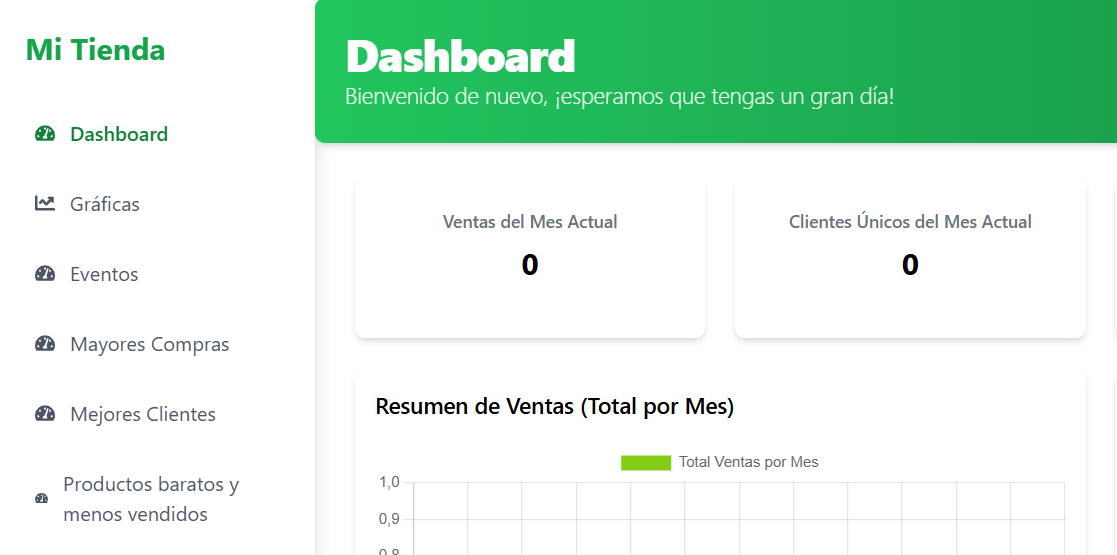 Mi Tienda
Dashboard
Gráficas
Eventos
Mayores Compras
Mejores Clientes
Productos baratos y
menos vendidos
Dashboard
Bienvenido de nuevo, ¡esperamos que tengas un gran día!
Ventas del Mes Actual
0
Clientes Únicos del Mes Actual
0
Resumen de Ventas (Total por Mes)
Total Ventas por Mes
1,0
0,9
0,8